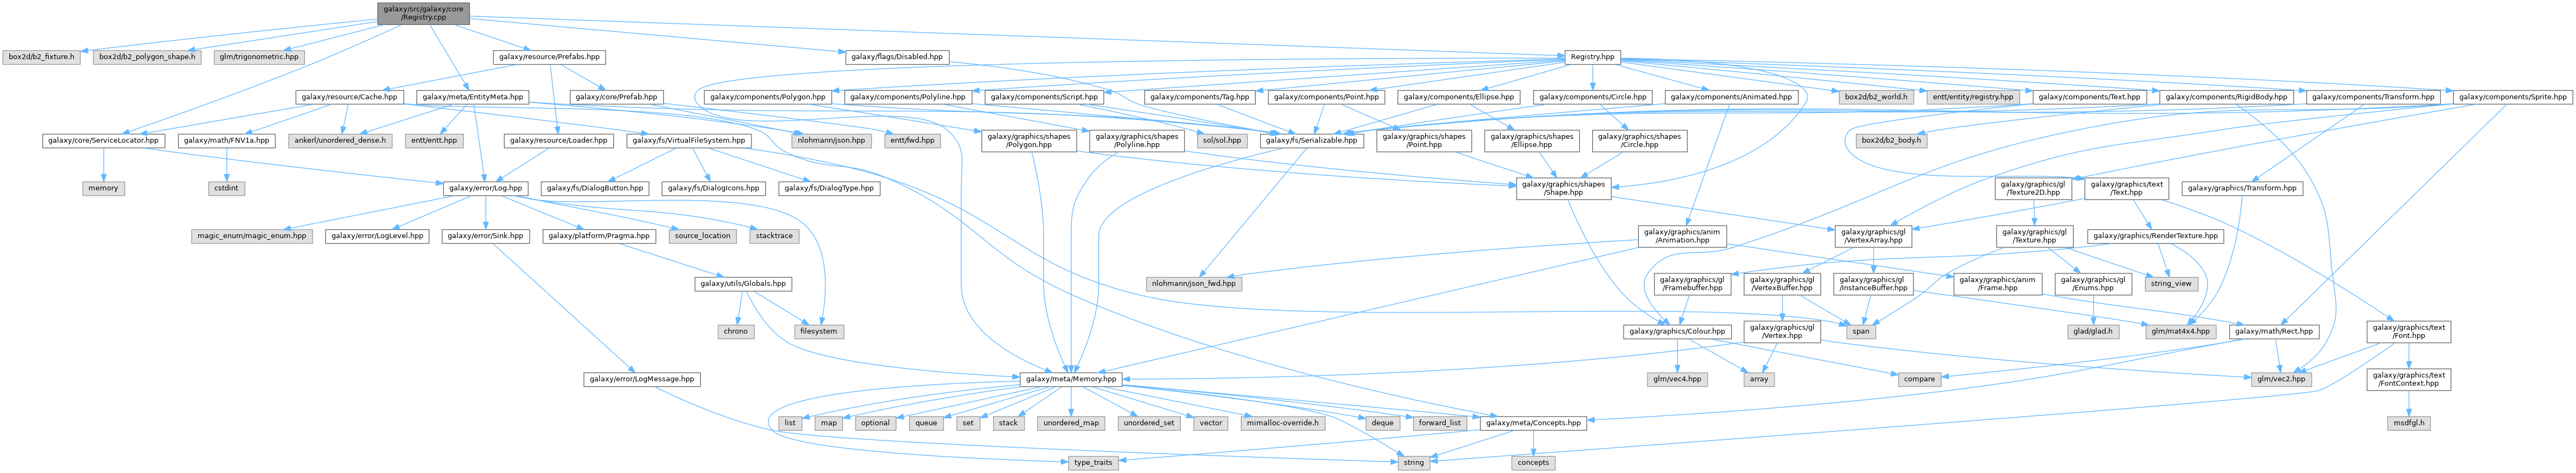 galaxy/src/galaxy/core
/Registry.cpp
box2d/b2_fixture.h
box2d/b2_polygon_shape.h
glm/trigonometric.hpp
galaxy/resource/Prefabs.hpp
galaxy/flags/Disabled.hpp
Registry.hpp
galaxy/resource/Cache.hpp
galaxy/meta/EntityMeta.hpp
galaxy/core/Prefab.hpp
galaxy/components/Polygon.hpp
galaxy/components/Polyline.hpp
galaxy/components/Script.hpp
galaxy/components/Tag.hpp
galaxy/components/Point.hpp
galaxy/components/Ellipse.hpp
galaxy/components/Circle.hpp
galaxy/components/Animated.hpp
box2d/b2_world.h
entt/entity/registry.hpp
galaxy/components/Text.hpp
galaxy/components/RigidBody.hpp
galaxy/components/Transform.hpp
galaxy/components/Sprite.hpp
galaxy/core/ServiceLocator.hpp
galaxy/math/FNV1a.hpp
ankerl/unordered_dense.h
entt/entt.hpp
galaxy/resource/Loader.hpp
galaxy/fs/VirtualFileSystem.hpp
nlohmann/json.hpp
entt/fwd.hpp
galaxy/graphics/shapes
/Polygon.hpp
galaxy/graphics/shapes
/Polyline.hpp
sol/sol.hpp
galaxy/fs/Serializable.hpp
galaxy/graphics/shapes
/Point.hpp
galaxy/graphics/shapes
/Ellipse.hpp
galaxy/graphics/shapes
/Circle.hpp
box2d/b2_body.h
memory
cstdint
galaxy/error/Log.hpp
galaxy/fs/DialogButton.hpp
galaxy/fs/DialogIcons.hpp
galaxy/fs/DialogType.hpp
galaxy/graphics/shapes
/Shape.hpp
galaxy/graphics/gl
/Texture2D.hpp
galaxy/graphics/text
/Text.hpp
galaxy/graphics/Transform.hpp
magic_enum/magic_enum.hpp
galaxy/error/LogLevel.hpp
galaxy/error/Sink.hpp
galaxy/platform/Pragma.hpp
source_location
stacktrace
galaxy/graphics/anim
/Animation.hpp
galaxy/graphics/gl
/VertexArray.hpp
galaxy/graphics/gl
/Texture.hpp
galaxy/graphics/RenderTexture.hpp
galaxy/utils/Globals.hpp
nlohmann/json_fwd.hpp
galaxy/graphics/gl
/Framebuffer.hpp
galaxy/graphics/gl
/VertexBuffer.hpp
galaxy/graphics/gl
/InstanceBuffer.hpp
galaxy/graphics/anim
/Frame.hpp
galaxy/graphics/gl
/Enums.hpp
string_view
chrono
filesystem
galaxy/graphics/Colour.hpp
galaxy/graphics/gl
/Vertex.hpp
span
glad/glad.h
glm/mat4x4.hpp
galaxy/math/Rect.hpp
galaxy/graphics/text
/Font.hpp
galaxy/error/LogMessage.hpp
galaxy/meta/Memory.hpp
glm/vec4.hpp
array
compare
glm/vec2.hpp
galaxy/graphics/text
/FontContext.hpp
list
map
optional
queue
set
stack
unordered_map
unordered_set
vector
mimalloc-override.h
deque
forward_list
galaxy/meta/Concepts.hpp
msdfgl.h
type_traits
string
concepts